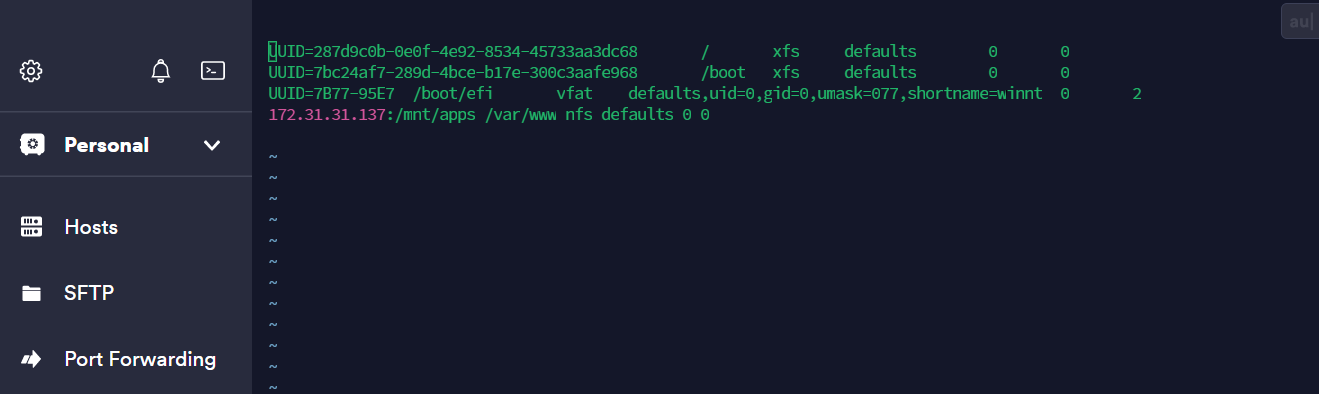 au
UUID=287d9c0b-0e0f-4e92-8534-45733aa3dc68 / xfs defaults 0 0
UUID=7bc24af7-289d-4bce-b17e-300c3aafe968 /boot xfs defaults 0 0
UUID=7B77-95E7 /boot/efi vfat defaults,uid=0,gid=0,umask=077,shortname=winnt 0 2
172.31.31.137:/mnt/apps /var/www nfs defaults 0 0
~
~
~
~
~
~
~
~
~
~
~
~
Personal
Hosts
SFTP
Port Forwarding